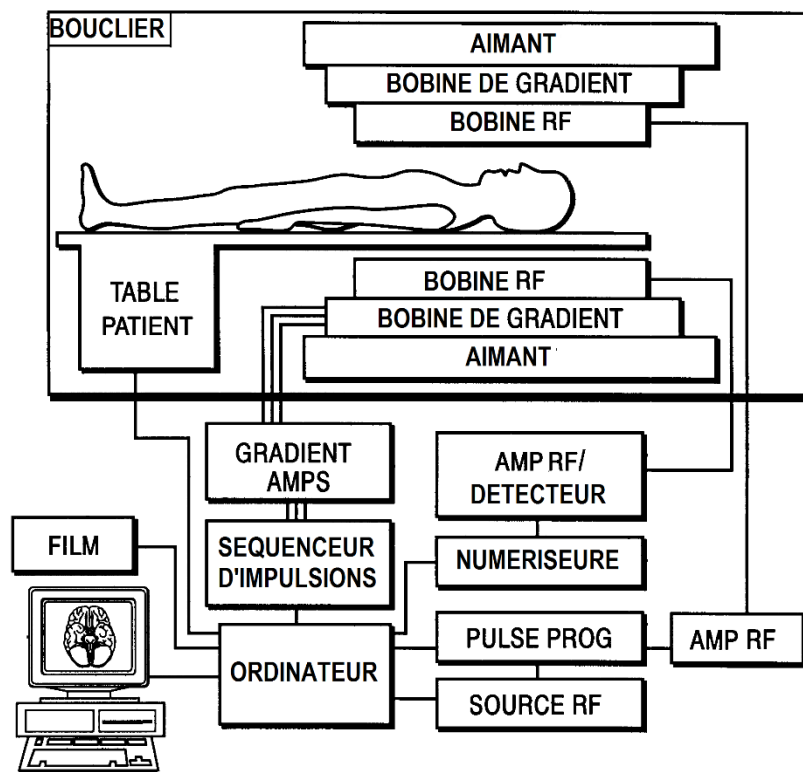 BOUCLIER
AIMANT
BOBINE DE GRADIENT
BOBINE RF
TABLE
PATIENT
BOBINE RF
BOBINE DE GRADIENT
AIMANT
GRADIENT
AMPS
AMP RF/
DETECTEUR
FILM
SEQUENCEUR
D'IMPULSIONS
NUMERISEURE
ORDINATEUR
PULSE PROG
AMP RF
SOURCE RF